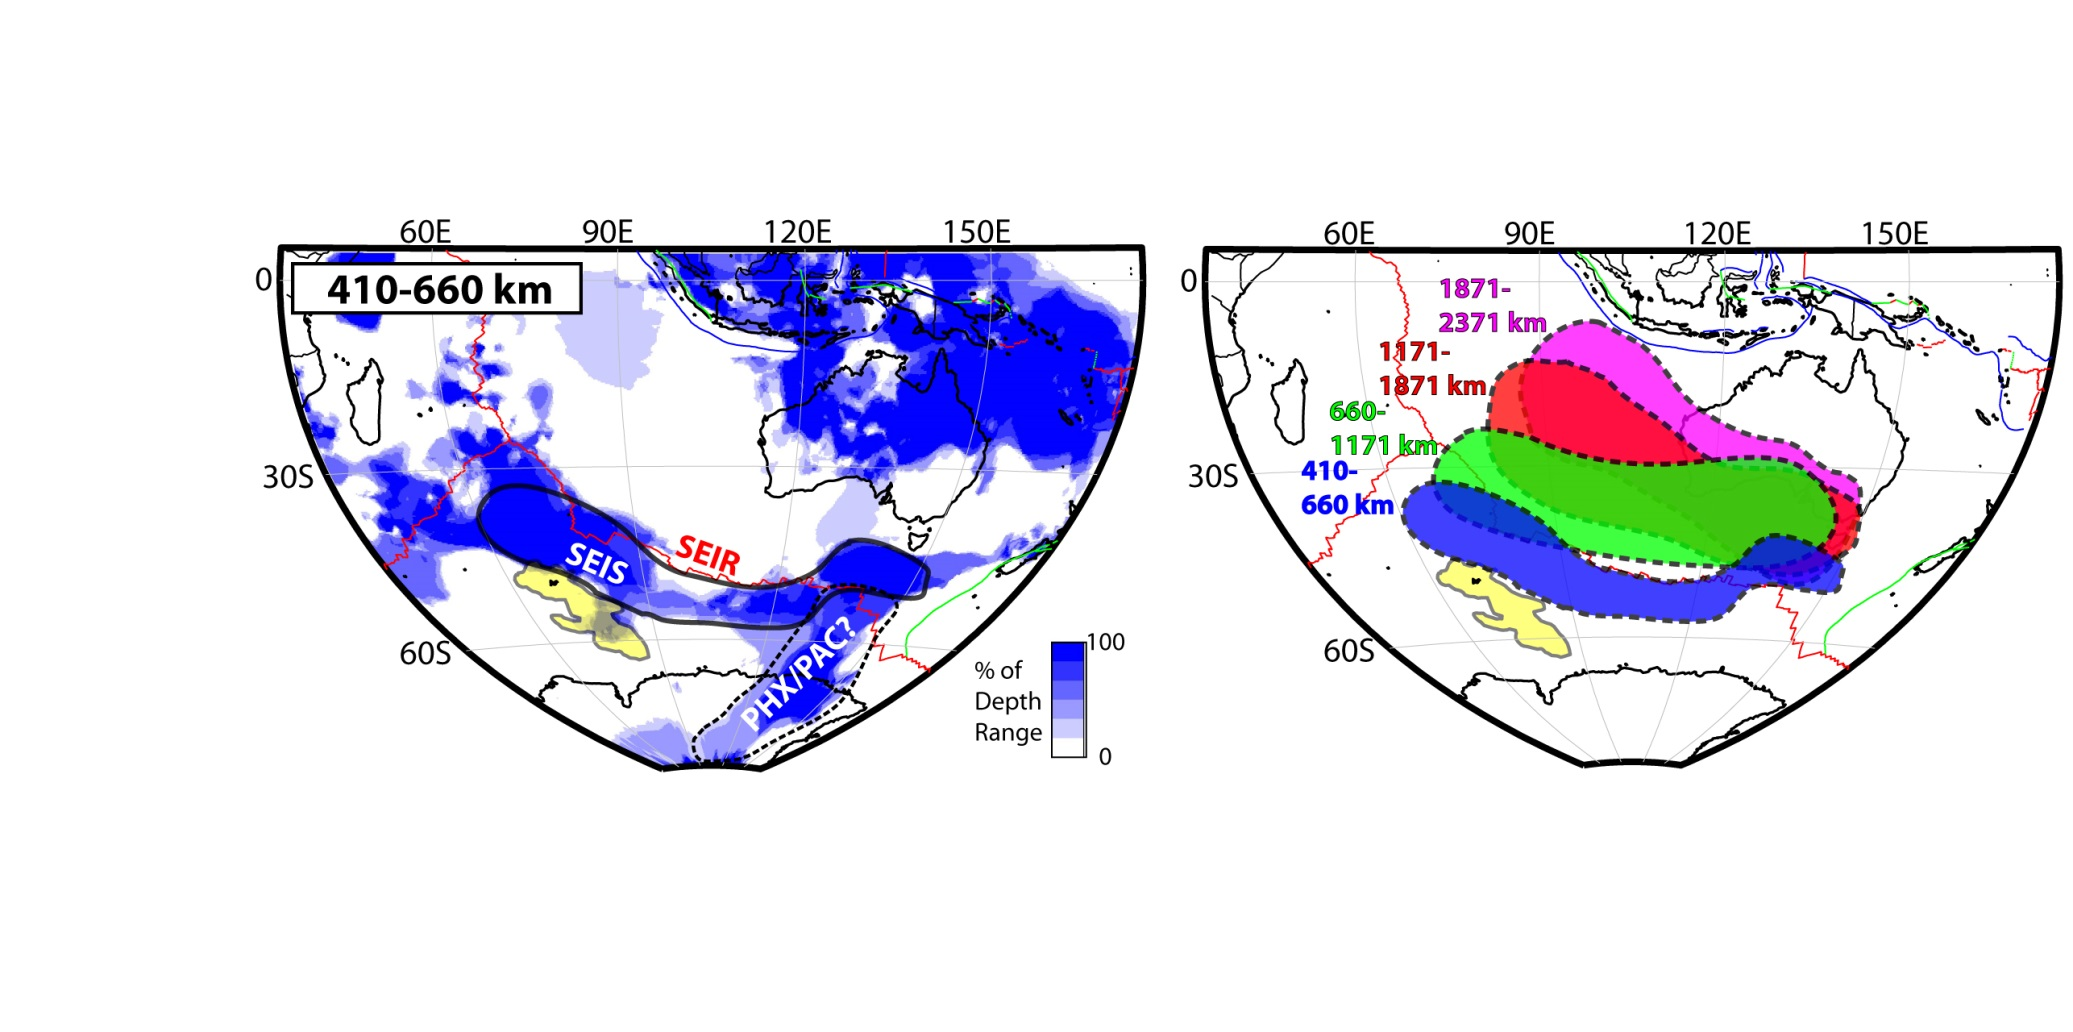 60E 90E 120E 150E
410-660 km
0
30S
60S
SEIS
SEIR
PHX/PAC?
% of
Depth
Range
100
0
60E 90E 120E 150E
0
30S
60S
1871-
2371 km
1171-
1871 km
660-
1171 km
410-
660 km